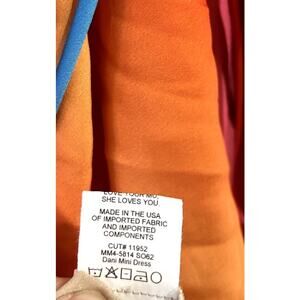 LOVE YOUR MO,
SHE LOVES YOU.
MADE IN THE USA
OF IMPORTED FABRIC
AND IMPORTED
COMPONENTS
CUT# 11952
MM4-5814 SO62
Dani Mini Dress